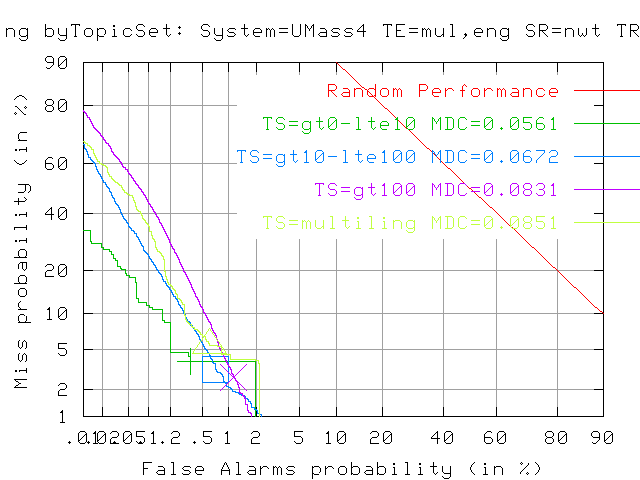 ng byTopicSet: System=UMass4 TE=mul,eng SR=nwt TR
Random Performance
TS=gt0-lte10 MDC=0.0561
TS=gt10-lte100 MDC=0.0672
TS=gt100 MDC=0.0831
TS=multiling MDC=0.0851
90
80
60
40
20
10
5
2
1
Miss probability (in %)
.01.02.05.1 .2 .5 1 2 5 10 20 40 60 80 90
False Alarms probability (in %)